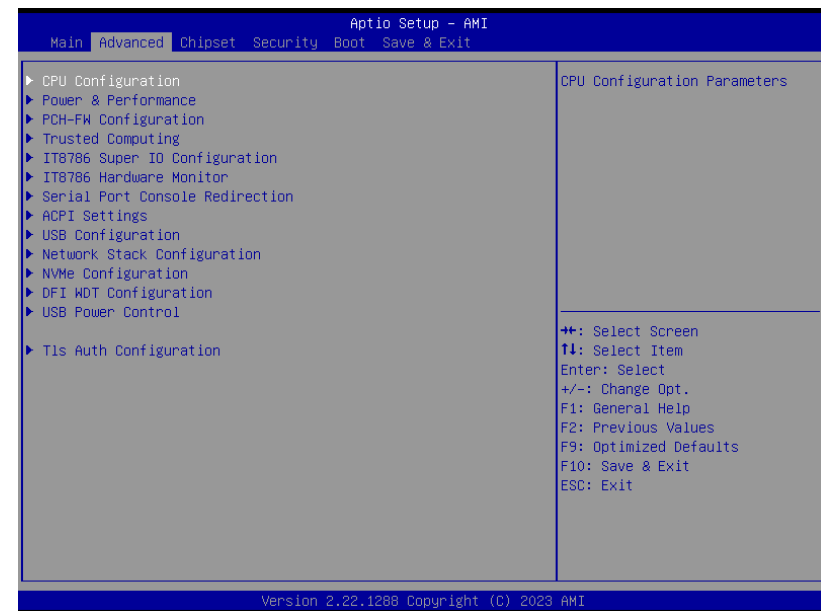 Aptio Setup – AMI
Main Advanced Chipset Security Boot Save & Exit
CPU Configuration
Power & Performance
PCH-FW Configuration
Trusted Computing
IT8786 Super IO Configuration
IT8786 Hardware Monitor
Serial Port Console Redirection
ACPI Settings
USB Configuration
Network Stack Configuration
NVMe Configuration
DFI WDT Configuration
USB Power Control
Tls Auth Configuration
CPU Configuration Parameters
→←: Select Screen
↑↓: Select Item
Enter: Select
+/-: Change Opt.
F1: General Help
F2: Previous Values
F9: Optimized Defaults
F10: Save & Exit
ESC: Exit
Version 2.22.1288 Copyright (C) 2023 AMI